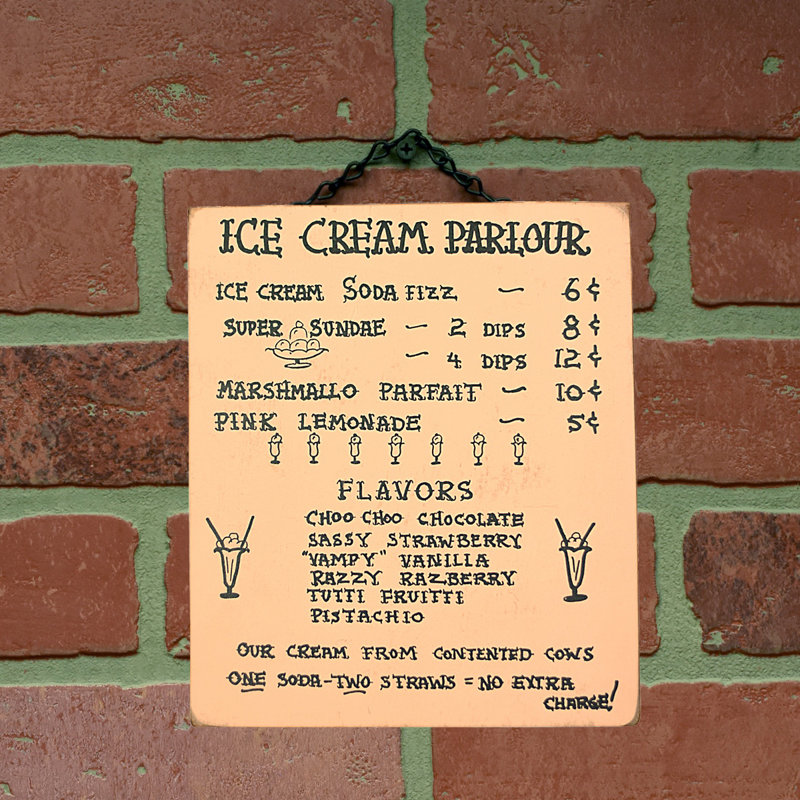 ICE CREAM PARLOUR
ICE CREAM SODA FIZZ — 6¢
SUPER SUNDAE — 2 DIPS 8¢
— 4 DIPS 12¢
MARSHMALLO PARFAIT — 10¢
PINK LEMONADE — 5¢
FLAVORS
CHOO CHOO CHOCOLATE
SASSY STRAWBERRY
"VAMPY" VANILLA
RAZZY RAZBERRY
TUTTI FRUITTI
PISTACHIO
OUR CREAM FROM CONTENTED COWS
ONE SODA-TWO STRAWS = NO EXTRA
CHARGE!